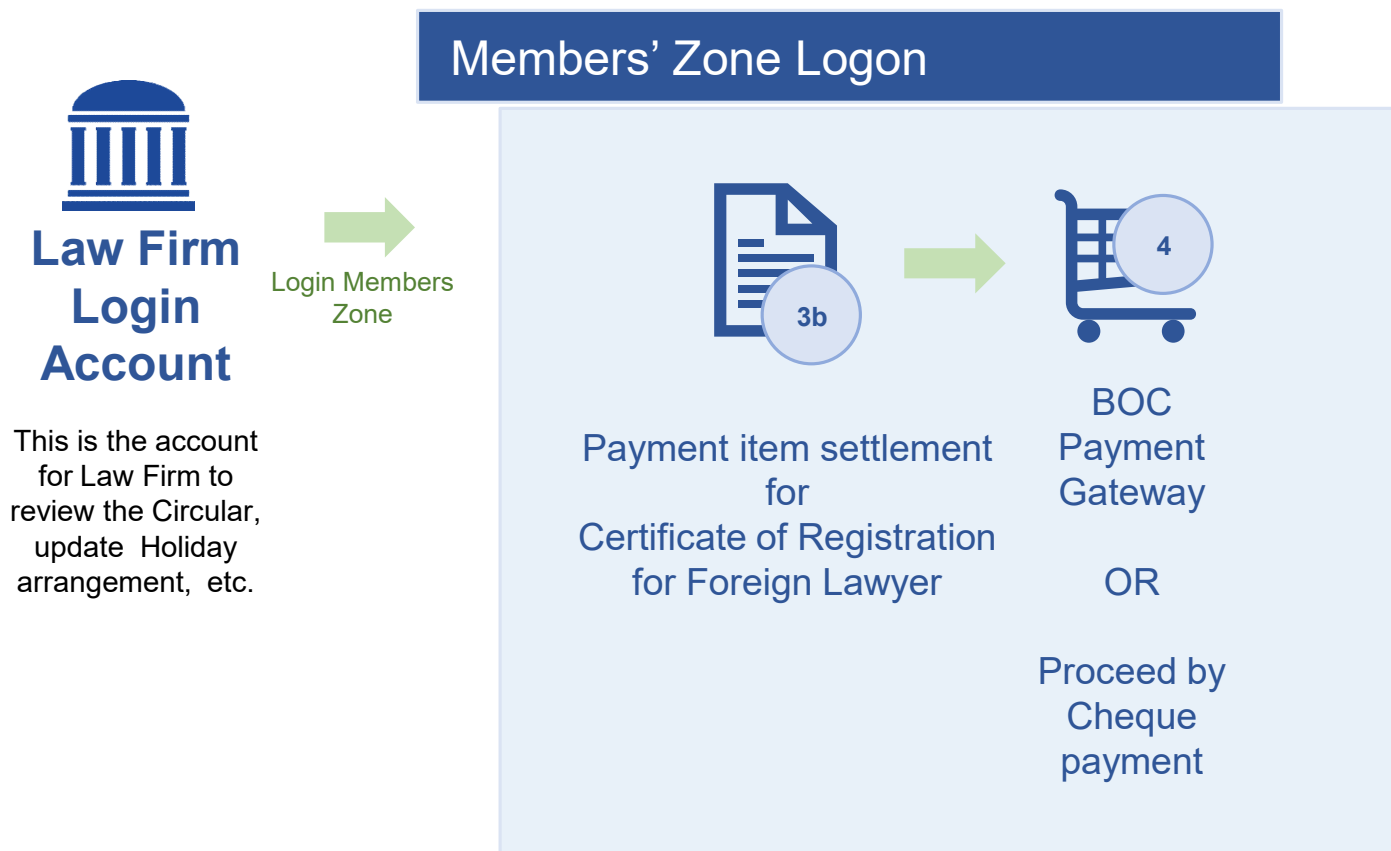 Members’ Zone Logon
Law Firm
Login
Account
This is the account
for Law Firm to
review the Circular,
update  Holiday
arrangement,  etc.
Login Members
Zone
3b
Payment item settlement
for
Certificate of Registration
for Foreign Lawyer
4
BOC
Payment
Gateway
OR
Proceed by
Cheque
payment